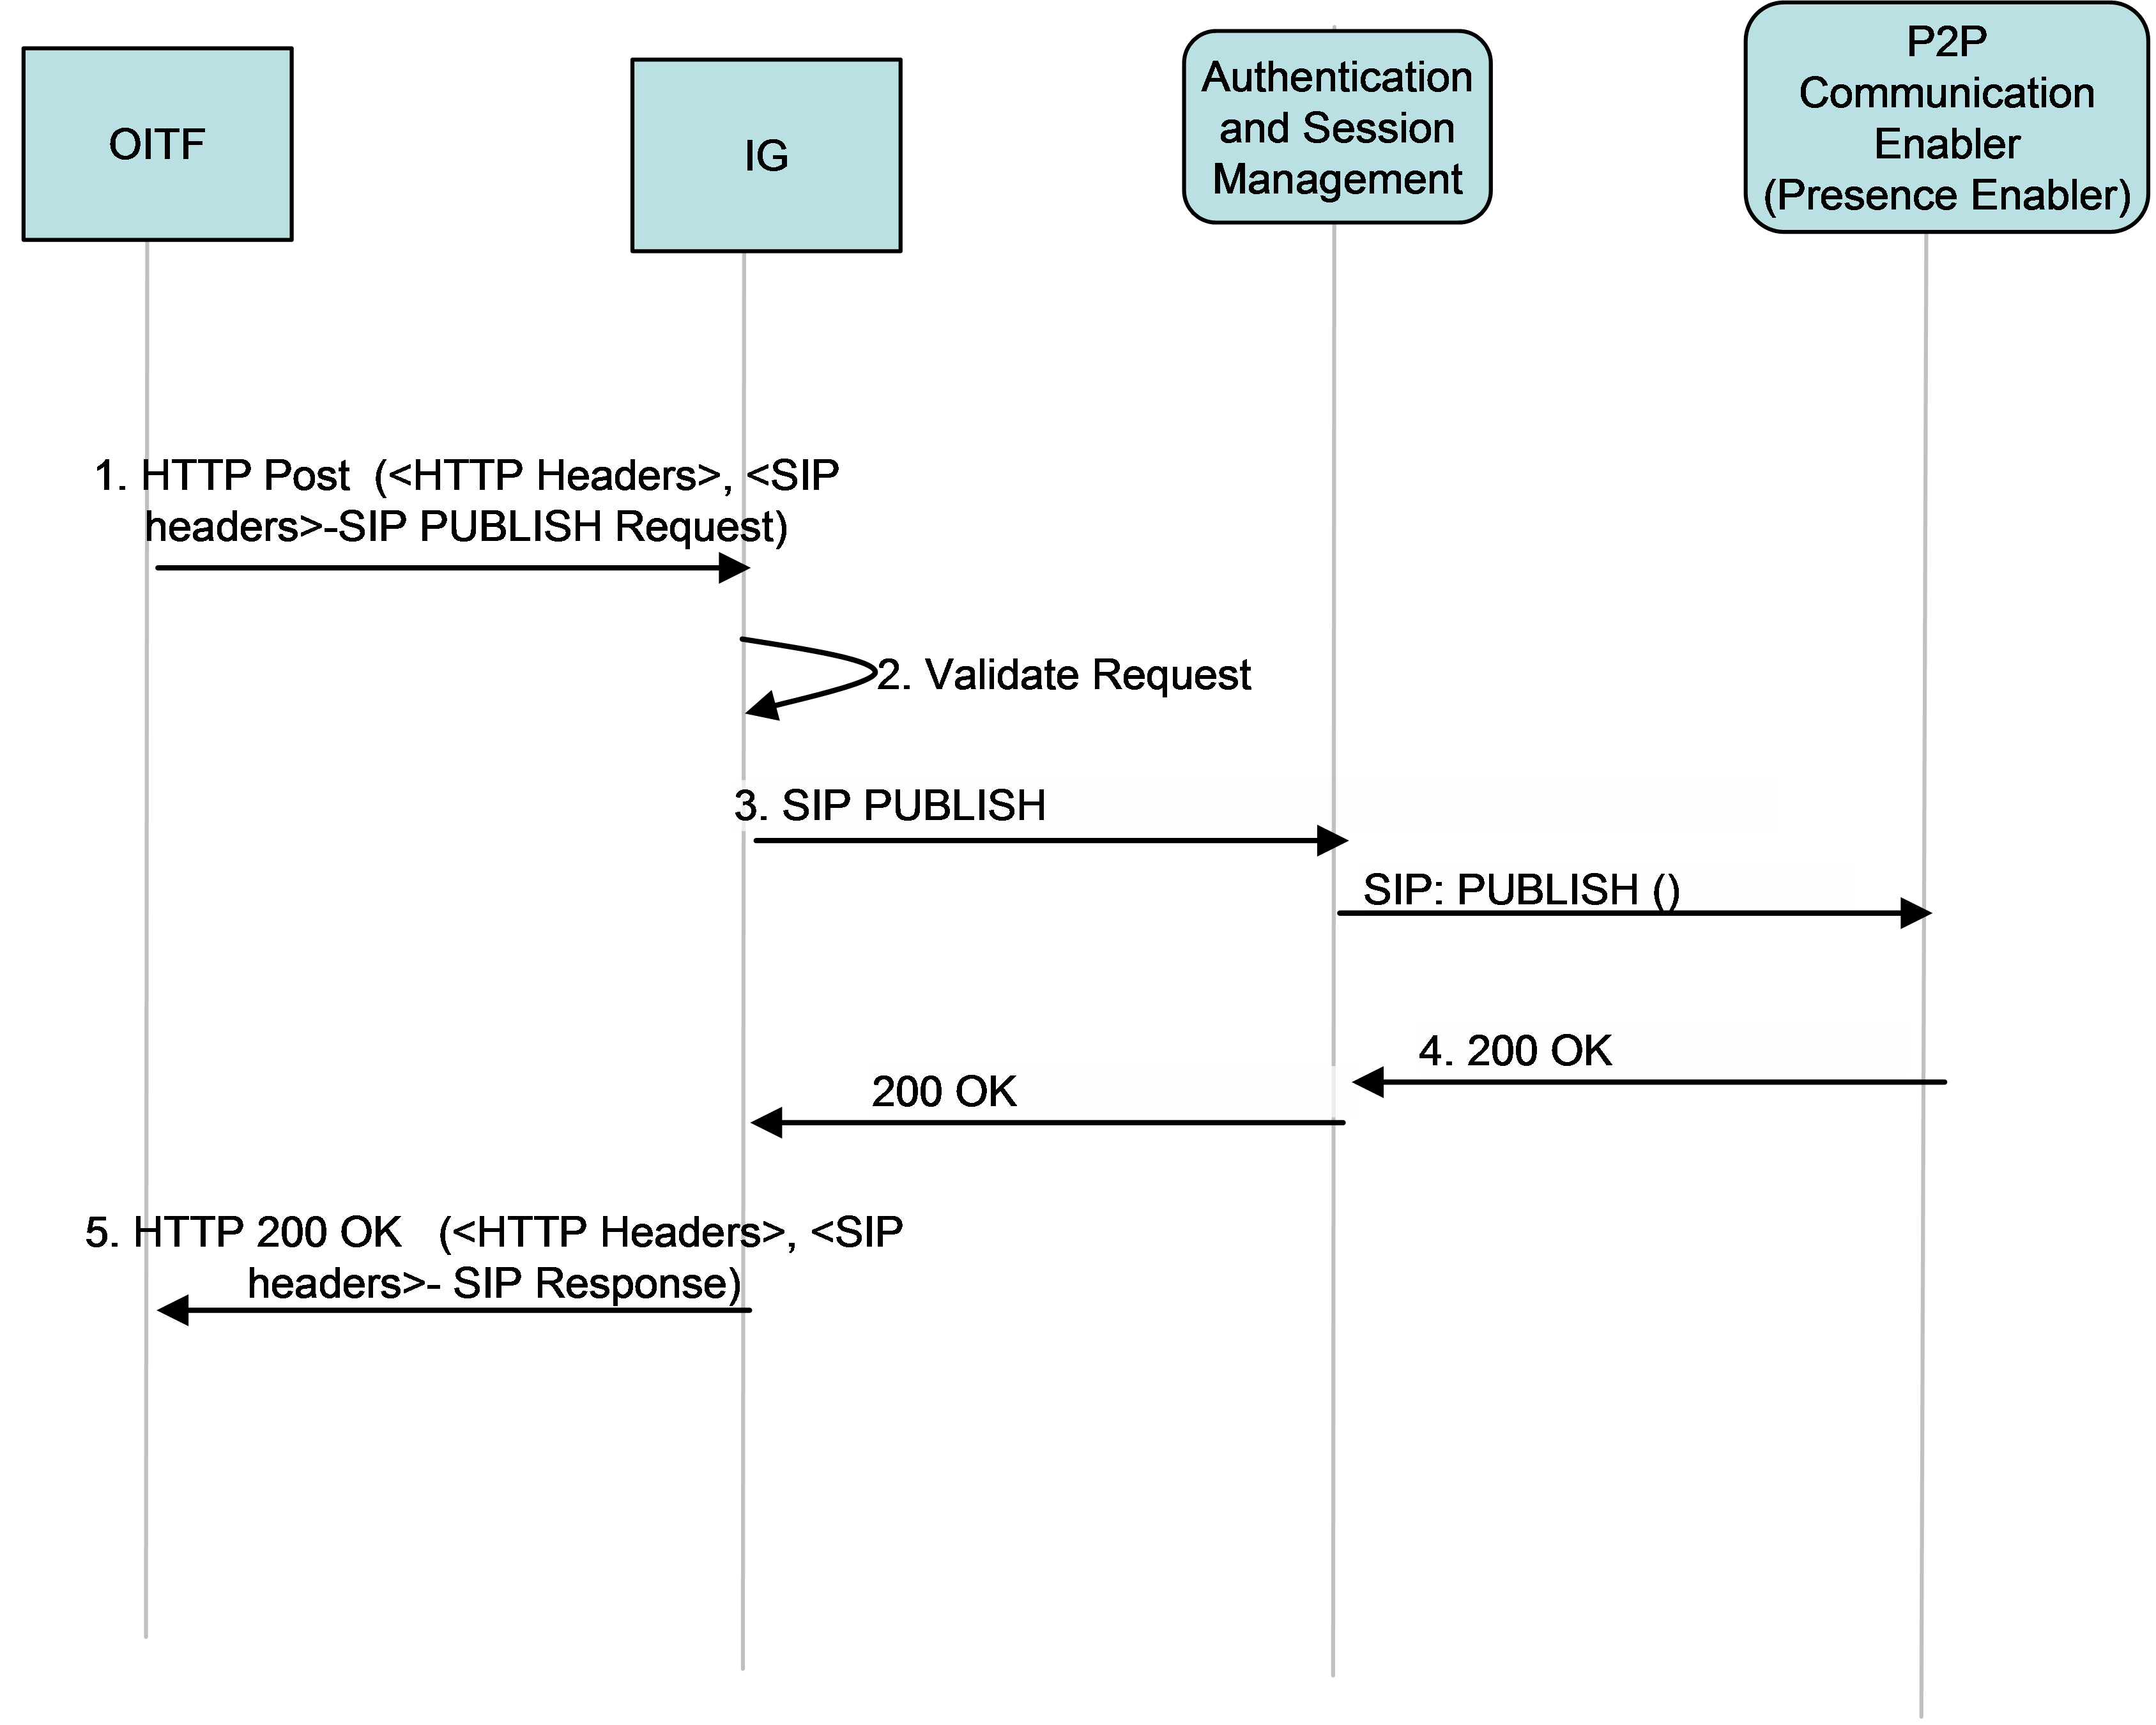 OITF
IG
Authentication
and Session
Management
P2P
Communication
Enabler
(Presence Enabler)
1. HTTP Post  (<HTTP Headers>, <SIP
headers>-SIP PUBLISH Request)
2. Validate Request
3. SIP PUBLISH
SIP: PUBLISH ()
4. 200 OK
200 OK
5. HTTP 200 OK   (<HTTP Headers>, <SIP
headers>- SIP Response)